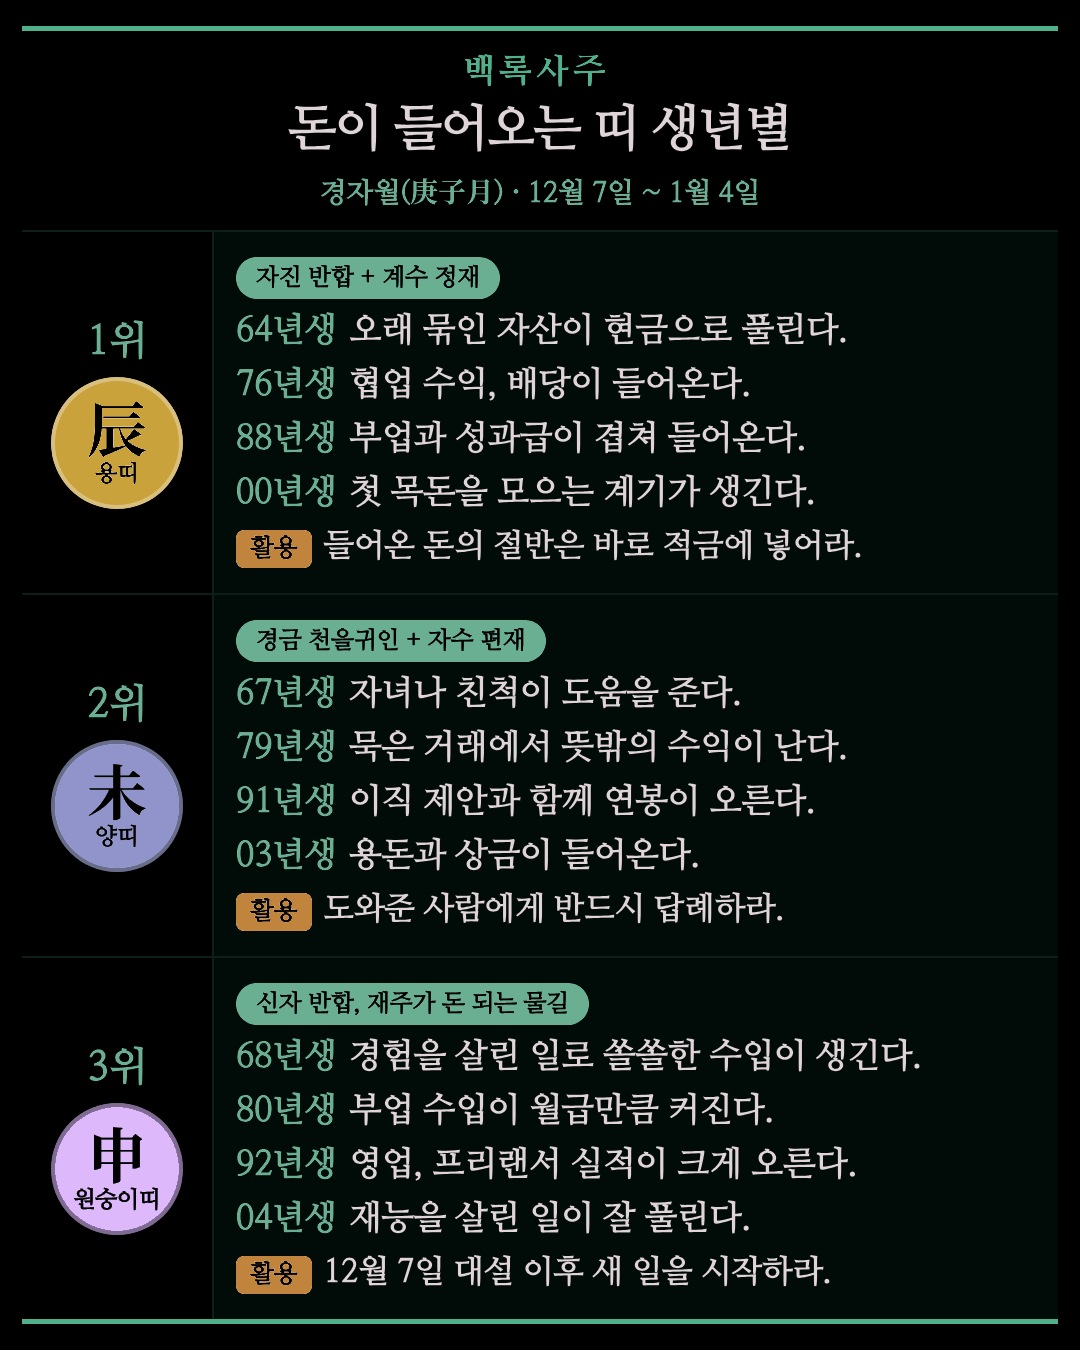 백록사주
돈이 들어오는 띠 생년별
경자월(庚子月) · 12월 7일 ~ 1월 4일
1위
辰
용띠
자진 반합 + 계수 정재
64년생 오래 묶인 자산이 현금으로 풀린다.
76년생 협업 수익, 배당이 들어온다.
88년생 부업과 성과급이 겹쳐 들어온다.
00년생 첫 목돈을 모으는 계기가 생긴다.
활용 들어온 돈의 절반은 바로 적금에 넣어라.
2위
未
양띠
경금 천을귀인 + 자수 편재
67년생 자녀나 친척이 도움을 준다.
79년생 묵은 거래에서 뜻밖의 수익이 난다.
91년생 이직 제안과 함께 연봉이 오른다.
03년생 용돈과 상금이 들어온다.
활용 도와준 사람에게 반드시 답례하라.
3위
申
원숭이띠
신자 반합, 재주가 돈 되는 물길
68년생 경험을 살린 일로 쏠쏠한 수입이 생긴다.
80년생 부업 수입이 월급만큼 커진다.
92년생 영업, 프리랜서 실적이 크게 오른다.
04년생 재능을 살린 일이 잘 풀린다.
활용 12월 7일 대설 이후 새 일을 시작하라.